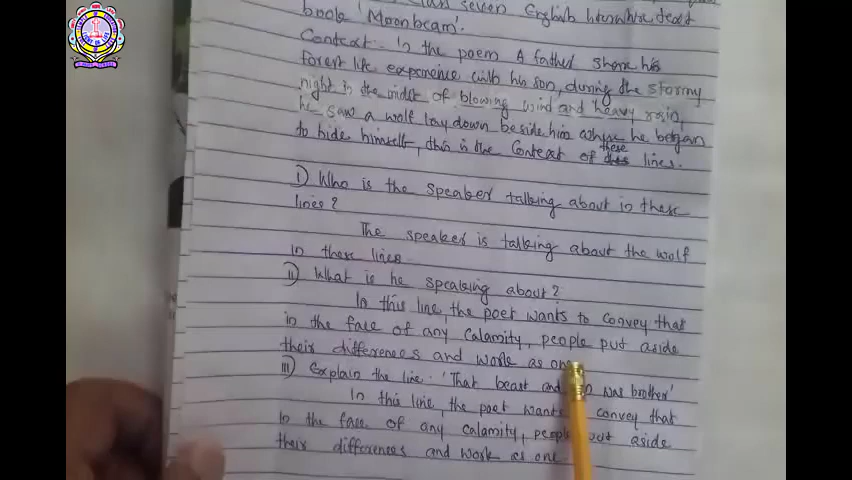 class seven English literature text
book 'Moonbeam'.
Context - In the poem A father share his
forest life experience with his son, during the stormy
night in the midst of blowing wind and heavy rain,
he saw a wolf lay down beside him where he began
to hide himself, this is the Context of these lines.
i) Who is the speaker talking about in these
lines?
The speaker is talking about the wolf
in these lines.
ii) What is he speaking about?
In this line, the poet wants to convey that
in the face of any calamity, people put aside
their differences and work as one
iii) Explain the line. 'That beast and was brother'
In this line, the poet wants convey that
in the face of any calamity, people put aside
their differences and work as one